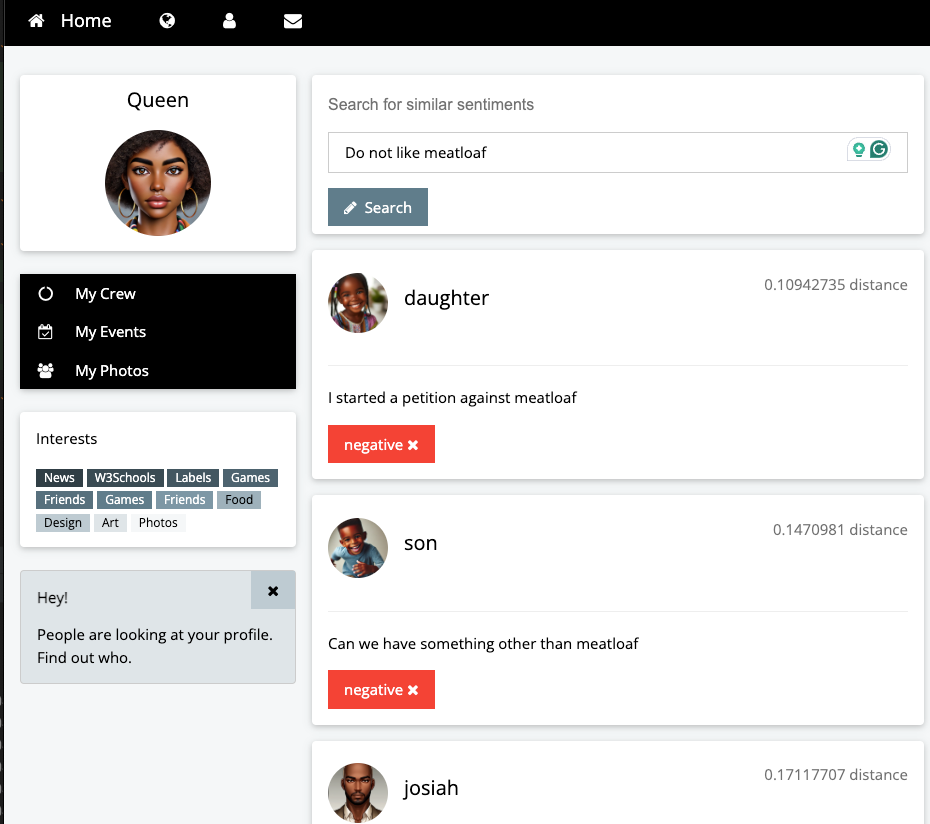 Home
Queen
My Crew
My Events
My Photos
Interests
News W3Schools Labels Games
Friends Games Friends Food
Design Art Photos
Hey!
People are looking at your profile.
Find out who.
Search for similar sentiments
Do not like meatloaf
Search
daughter
0.10942735 distance
I started a petition against meatloaf
negative
son
0.1470981 distance
Can we have something other than meatloaf
negative
josiah
0.17117707 distance